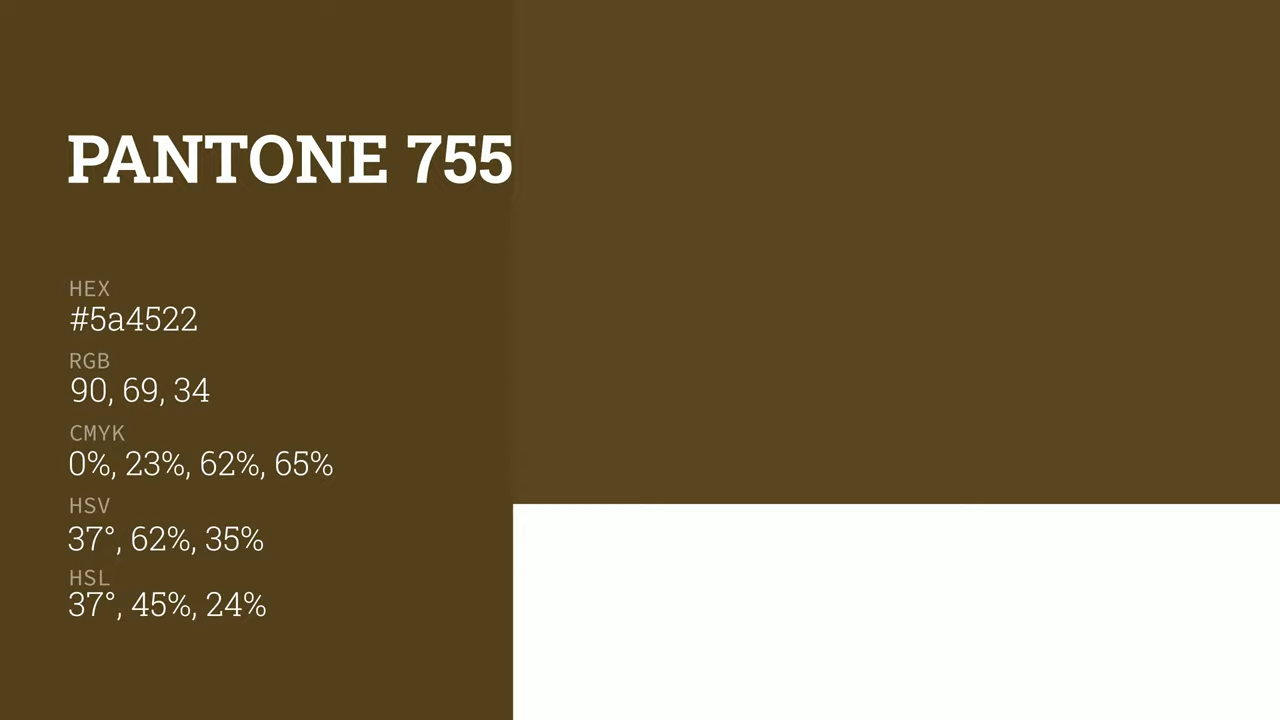 PANTONE 755
HEX
#5a4522
RGB
90, 69, 34
CMYK
0%, 23%, 62%, 65%
HSV
37°, 62%, 35%
HSL
37°, 45%, 24%